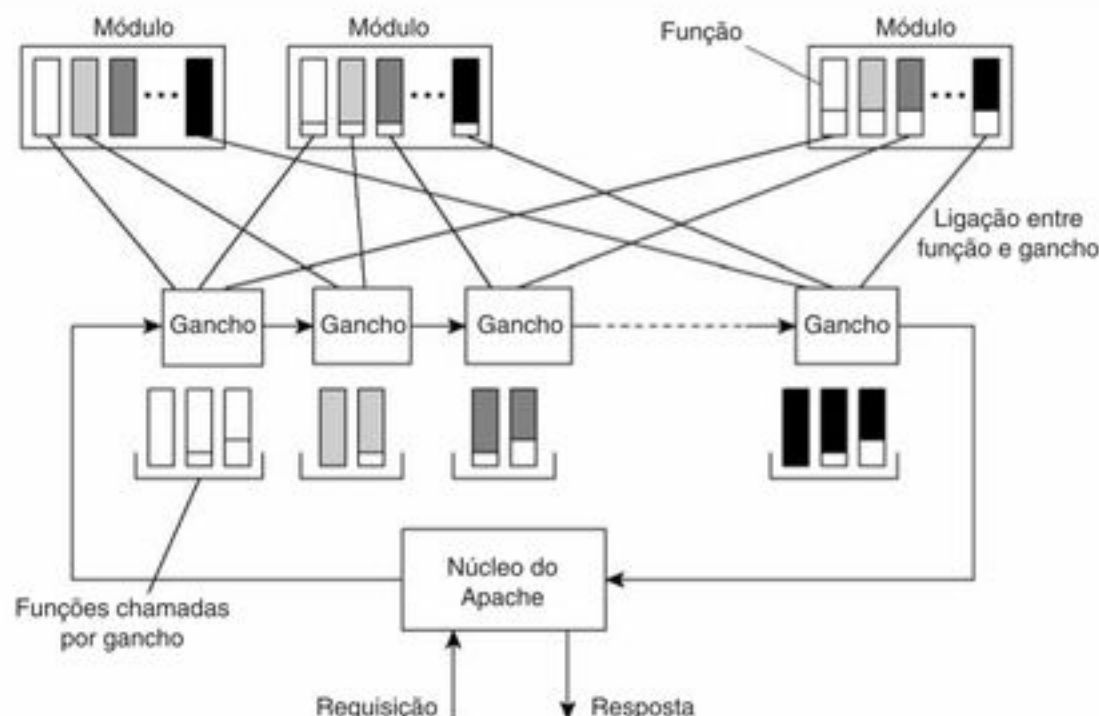 Módulo
Módulo
Função
Módulo
Ligação entre
função e gancho
Gancho
Gancho
Gancho
Gancho
Núcleo do
Apache
Funções chamadas
por gancho
Requisição
Resposta